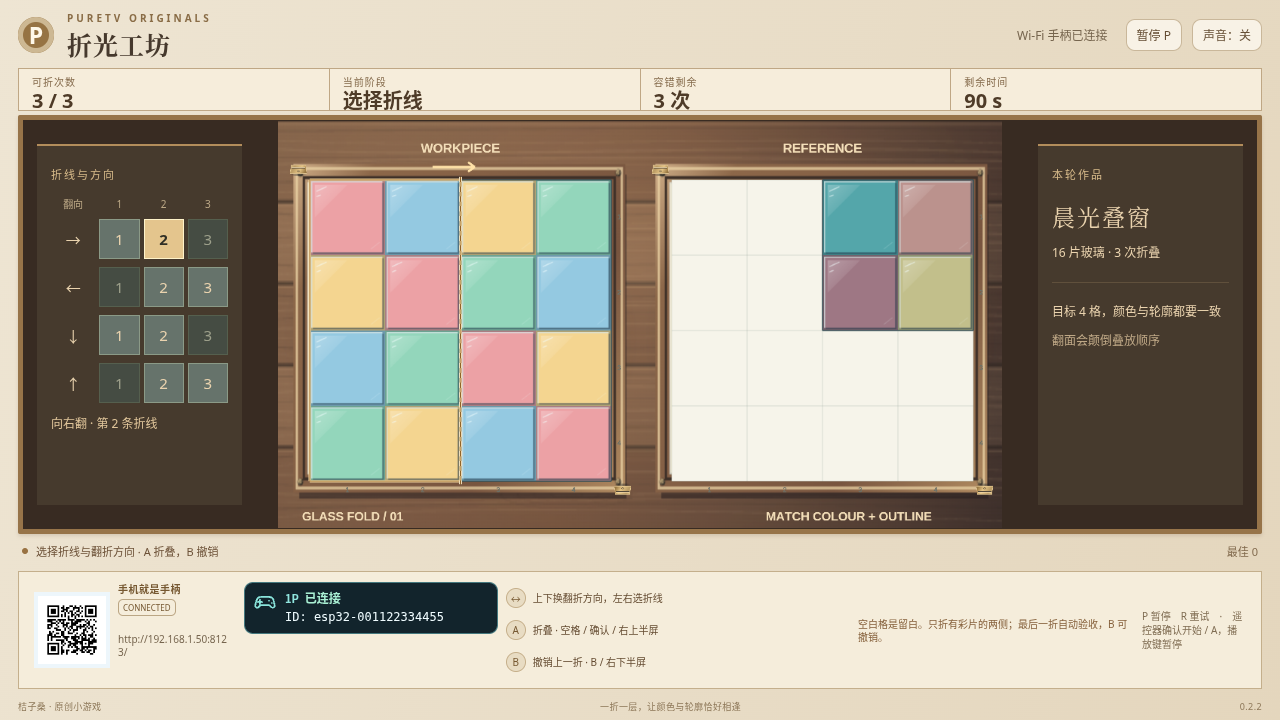 P
PURETV ORIGINALS
折光工坊
Wi-Fi 手柄已连接
暂停 P
声音：关
可折次数
3 / 3
当前阶段
选择折线
容错剩余
3 次
剩余时间
90 s
折线与方向
翻向 1 2 3
→ 1 2 3
← 1 2 3
↓ 1 2 3
↑ 1 2 3
向右翻 · 第 2 条折线
WORKPIECE
GLASS FOLD / 01
REFERENCE
MATCH COLOUR + OUTLINE
本轮作品
晨光叠窗
16 片玻璃 · 3 次折叠
目标 4 格，颜色与轮廓都要一致
翻面会颠倒叠放顺序
选择折线与翻折方向 · A 折叠，B 撤销
最佳 0
手机就是手柄
CONNECTED
http://192.168.1.50:812
3/
1P 已连接
ID: esp32-001122334455
↔ 上下换翻折方向，左右选折线
A 折叠 · 空格 / 确认 / 右上半屏
B 撤销上一折 · B / 右下半屏
空白格是留白。只折有彩片的两侧；最后一折自动验收，B 可
撤销。
P 暂停 R 重试 · 遥
控器确认开始 / A，播
放键暂停
桔子桑 · 原创小游戏
一折一层，让颜色与轮廓恰好相逢
0.2.2